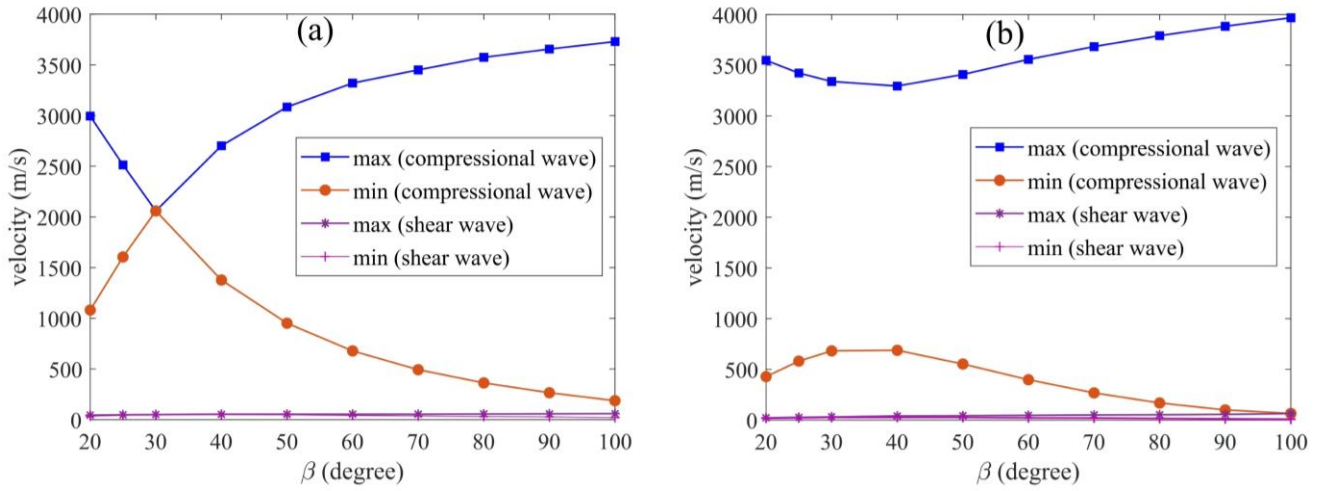 (a)
4000
3500
3000
2500
2000
1500
1000
500
0
velocity (m/s)
max (compressional wave)
min (compressional wave)
max (shear wave)
min (shear wave)
20 30 40 50 60 70 80 90 100
β (degree)
(b)
4000
3500
3000
2500
2000
1500
1000
500
0
velocity (m/s)
max (compressional wave)
min (compressional wave)
max (shear wave)
min (shear wave)
20 30 40 50 60 70 80 90 100
β (degree)